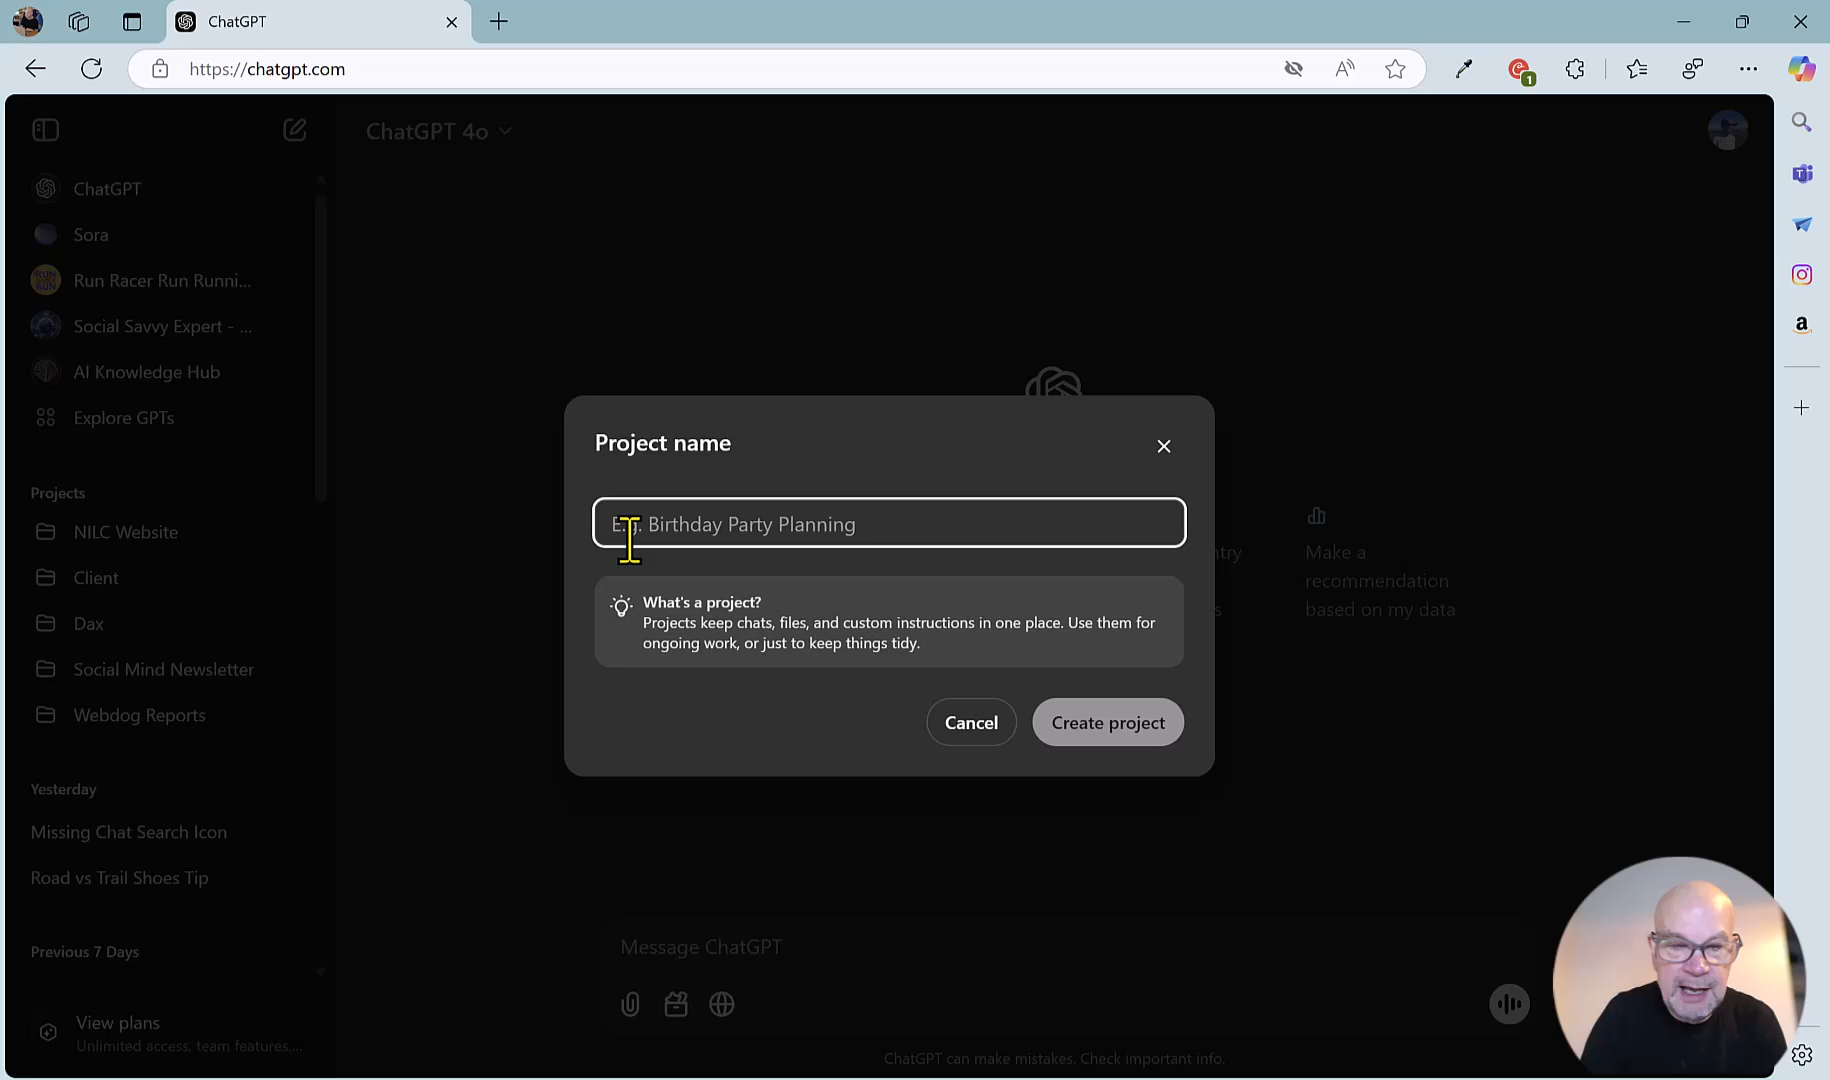 ChatGPT
https://chatgpt.com
1
ChatGPT 4o
ChatGPT
Sora
Run Racer Run Runni...
Social Savvy Expert - ...
AI Knowledge Hub
Explore GPTs
Projects
NILC Website
Client
Dax
Social Mind Newsletter
Webdog Reports
Yesterday
Missing Chat Search Icon
Road vs Trail Shoes Tip
Previous 7 Days
View plans
Unlimited access, team features,...
Project name
E.g. Birthday Party Planning
What's a project?
Projects keep chats, files, and custom instructions in one place. Use them for
ongoing work, or just to keep things tidy.
Cancel
Create project
Make a
recommendation
based on my data
Message ChatGPT
ChatGPT can make mistakes. Check important info.